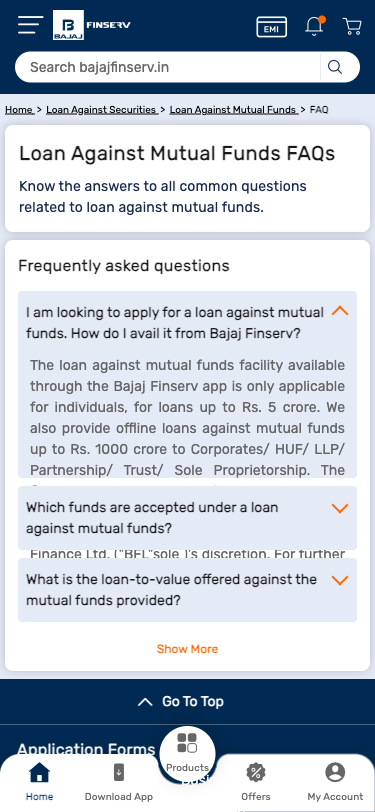 BAJAJ FINSERV
EMI
Search bajajfinserv.in
Home > Loan Against Securities > Loan Against Mutual Funds > FAQ
Loan Against Mutual Funds FAQs
Know the answers to all common questions
related to loan against mutual funds.
Frequently asked questions
I am looking to apply for a loan against mutual
funds. How do I avail it from Bajaj Finserv?
The loan against mutual funds facility available
through the Bajaj Finserv app is only applicable
for individuals, for loans up to Rs. 5 crore. We
also provide offline loans against mutual funds
up to Rs. 1000 crore to Corporates/ HUF/ LLP/
Partnership/ Trust/ Sole Proprietorship. The
Which funds are accepted under a loan
against mutual funds?
Finance Ltd. ("BFL"sole )'s discretion. For further
What is the loan-to-value offered against the
mutual funds provided?
Show More
Go To Top
Application Forms
Products
Home
Download App
Offers
My Account